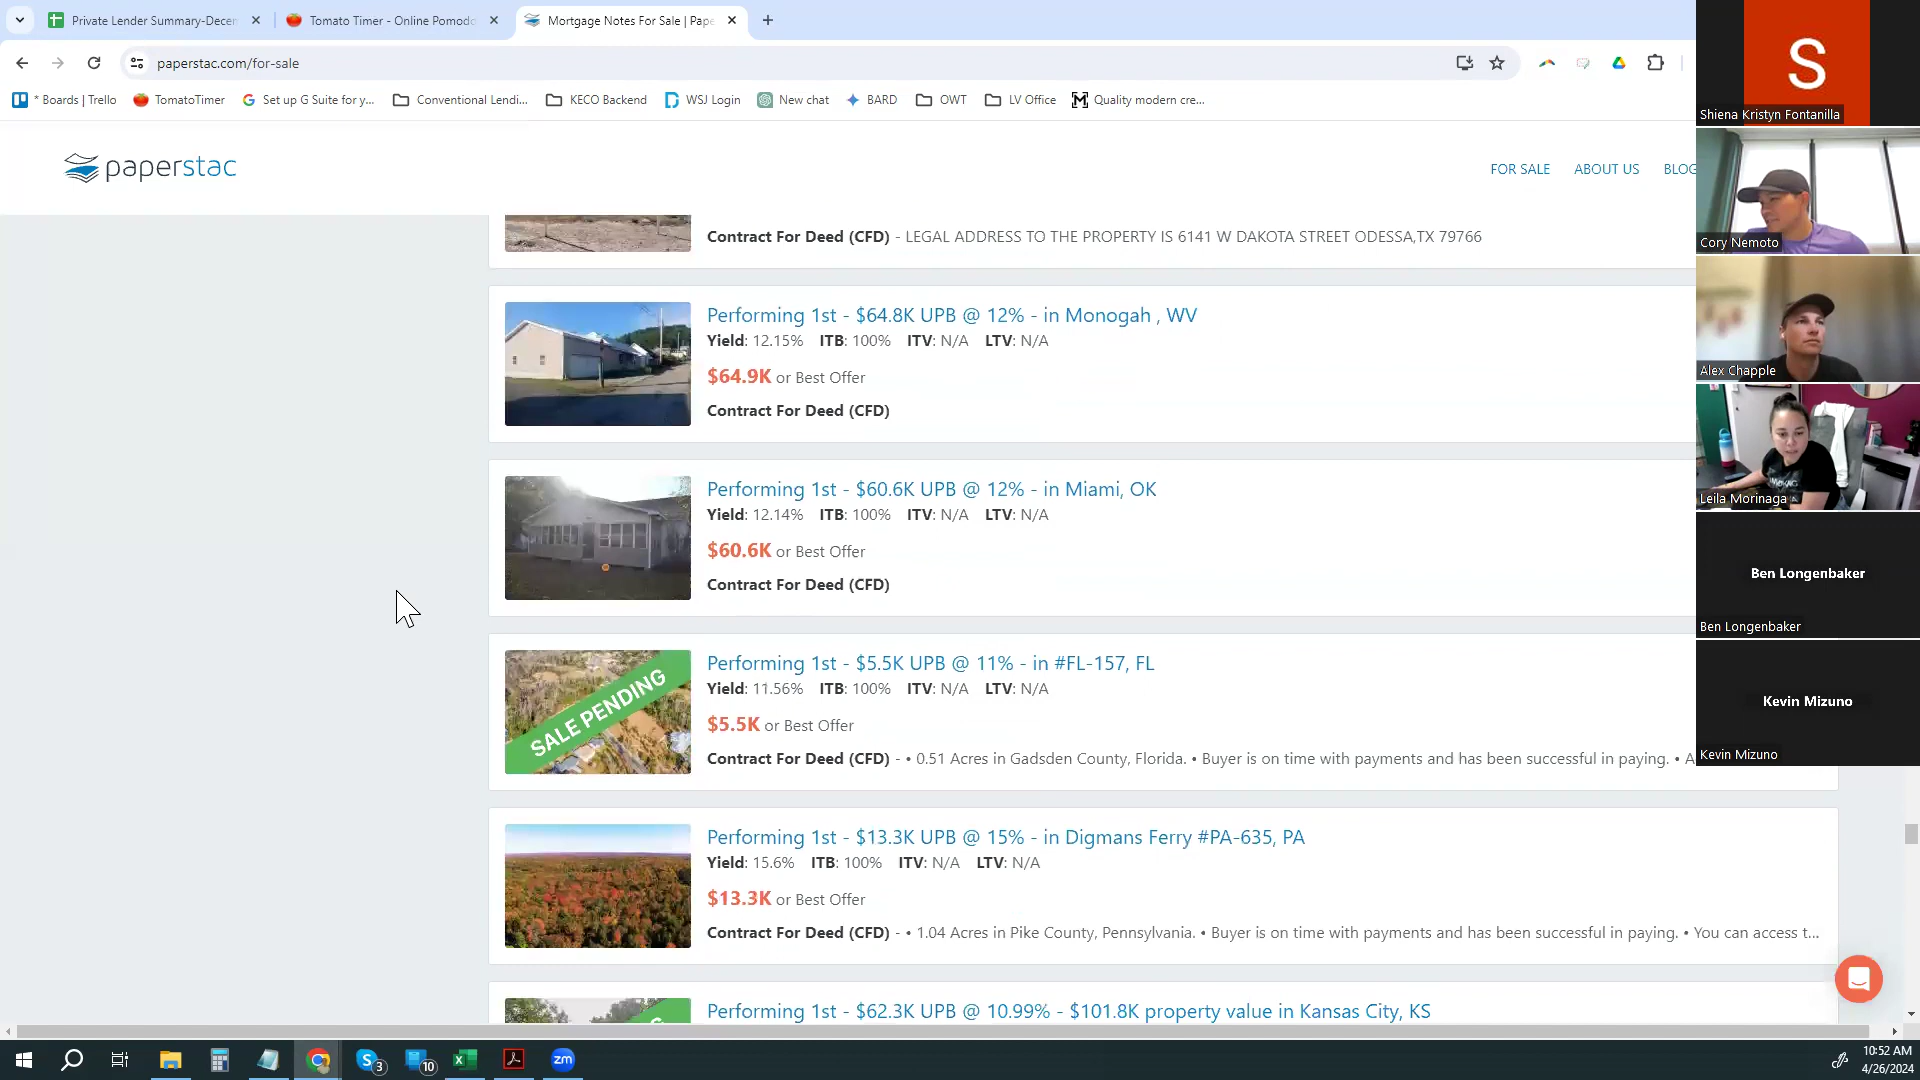 Private Lender Summary-Decem
Tomato Timer - Online Pomodo
Mortgage Notes For Sale | Pape
paperstac.com/for-sale
* Boards | Trello
TomatoTimer
Set up G Suite for y...
Conventional Lendi...
KECO Backend
WSJ Login
New chat
BARD
OWT
LV Office
Quality modern cre...
paperstac
FOR SALE
ABOUT US
BLOG
Contract For Deed (CFD) - LEGAL ADDRESS TO THE PROPERTY IS 6141 W DAKOTA STREET ODESSA,TX 79766
Performing 1st - $64.8K UPB @ 12% - in Monogah , WV
Yield: 12.15% ITB: 100% ITV: N/A LTV: N/A
$64.9K or Best Offer
Contract For Deed (CFD)
Performing 1st - $60.6K UPB @ 12% - in Miami, OK
Yield: 12.14% ITB: 100% ITV: N/A LTV: N/A
$60.6K or Best Offer
Contract For Deed (CFD)
SALE PENDING
Performing 1st - $5.5K UPB @ 11% - in #FL-157, FL
Yield: 11.56% ITB: 100% ITV: N/A LTV: N/A
$5.5K or Best Offer
Contract For Deed (CFD) - • 0.51 Acres in Gadsden County, Florida. • Buyer is on time with payments and has been successful in paying. • A
Performing 1st - $13.3K UPB @ 15% - in Digmans Ferry #PA-635, PA
Yield: 15.6% ITB: 100% ITV: N/A LTV: N/A
$13.3K or Best Offer
Contract For Deed (CFD) - • 1.04 Acres in Pike County, Pennsylvania. • Buyer is on time with payments and has been successful in paying. • You can access t...
Performing 1st - $62.3K UPB @ 10.99% - $101.8K property value in Kansas City, KS
S
Shiena Kristyn Fontanilla
Cory Nemoto
Alex Chapple
Leila Morinaga
Ben Longenbaker
Ben Longenbaker
Kevin Mizuno
Kevin Mizuno
3
10
zm
10:52 AM
4/26/2024